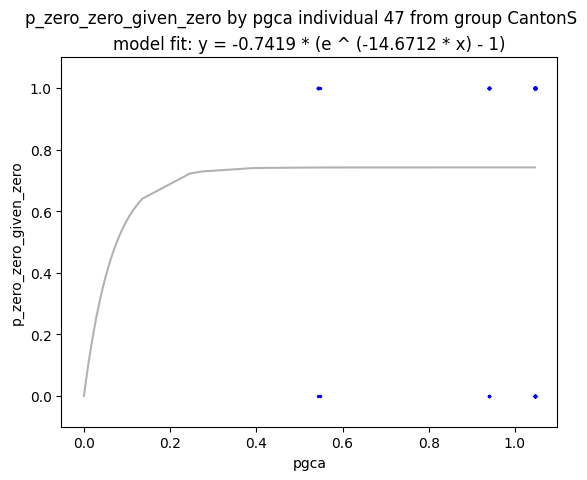 p_zero_zero_given_zero by pgca individual 47 from group CantonS
model fit: y = -0.7419 * (e ^ (-14.6712 * x) - 1)
1.0
0.8
0.6
0.4
0.2
0.0
p_zero_zero_given_zero
0.0 0.2 0.4 0.6 0.8 1.0
pgca